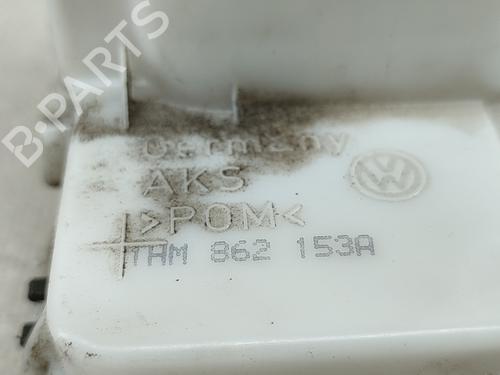 B-PARTS
Germany
AKS
>POM<
1HM 862 153A